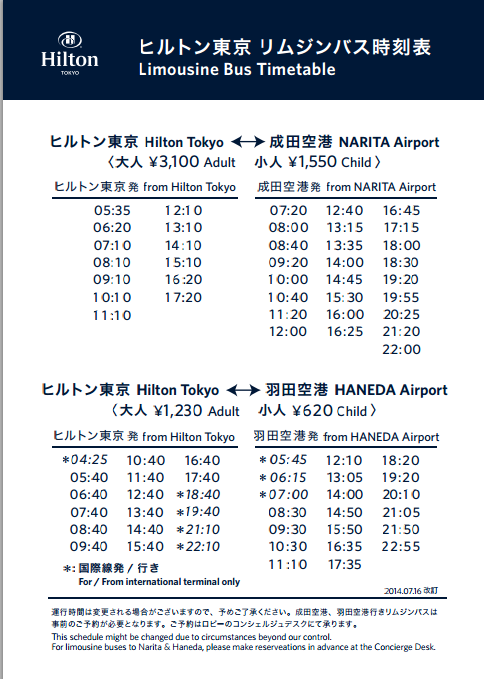 Hilton
TOKYO
ヒルトン東京 リムジンバス時刻表
Limousine Bus Timetable
ヒルトン東京 Hilton Tokyo ↔ 成田空港 NARITA Airport
〈大人 ¥3,100 Adult 小人 ¥1,550 Child〉
ヒルトン東京発 from Hilton Tokyo 成田空港発 from NARITA Airport
05:35 12:10 07:20 12:40 16:45
06:20 13:10 08:00 13:15 17:15
07:10 14:10 08:40 13:35 18:00
08:10 15:10 09:20 14:00 18:30
09:10 16:20 10:00 14:45 19:20
10:10 17:20 10:40 15:30 19:55
11:10 11:20 16:00 20:25
12:00 16:25 21:20
22:00
ヒルトン東京 Hilton Tokyo ↔ 羽田空港 HANEDA Airport
〈大人 ¥1,230 Adult 小人 ¥620 Child〉
ヒルトン東京発 from Hilton Tokyo 羽田空港発 from HANEDA Airport
*04:25 10:40 16:40 *05:45 12:10 18:20
05:40 11:40 17:40 *06:15 13:05 19:20
06:40 12:40 *18:40 *07:00 14:00 20:10
07:40 13:40 *19:40 08:30 14:50 21:05
08:40 14:40 *21:10 09:30 15:50 21:50
09:40 15:40 *22:10 10:30 16:35 22:55
11:10 17:35
*: 国際線発 / 行き
For / From international terminal only
2014.07.16 改訂
運行時間は変更される場合がございますので、予めご了承ください。成田空港、羽田空港行きリムジンバスは
事前のご予約が必要となります。ご予約はロビーのコンシェルジュデスクにて承ります。
This schedule might be changed due to circumstances beyond our control.
For limousine buses to Narita & Haneda, please make reserveations in advance at the Concierge Desk.